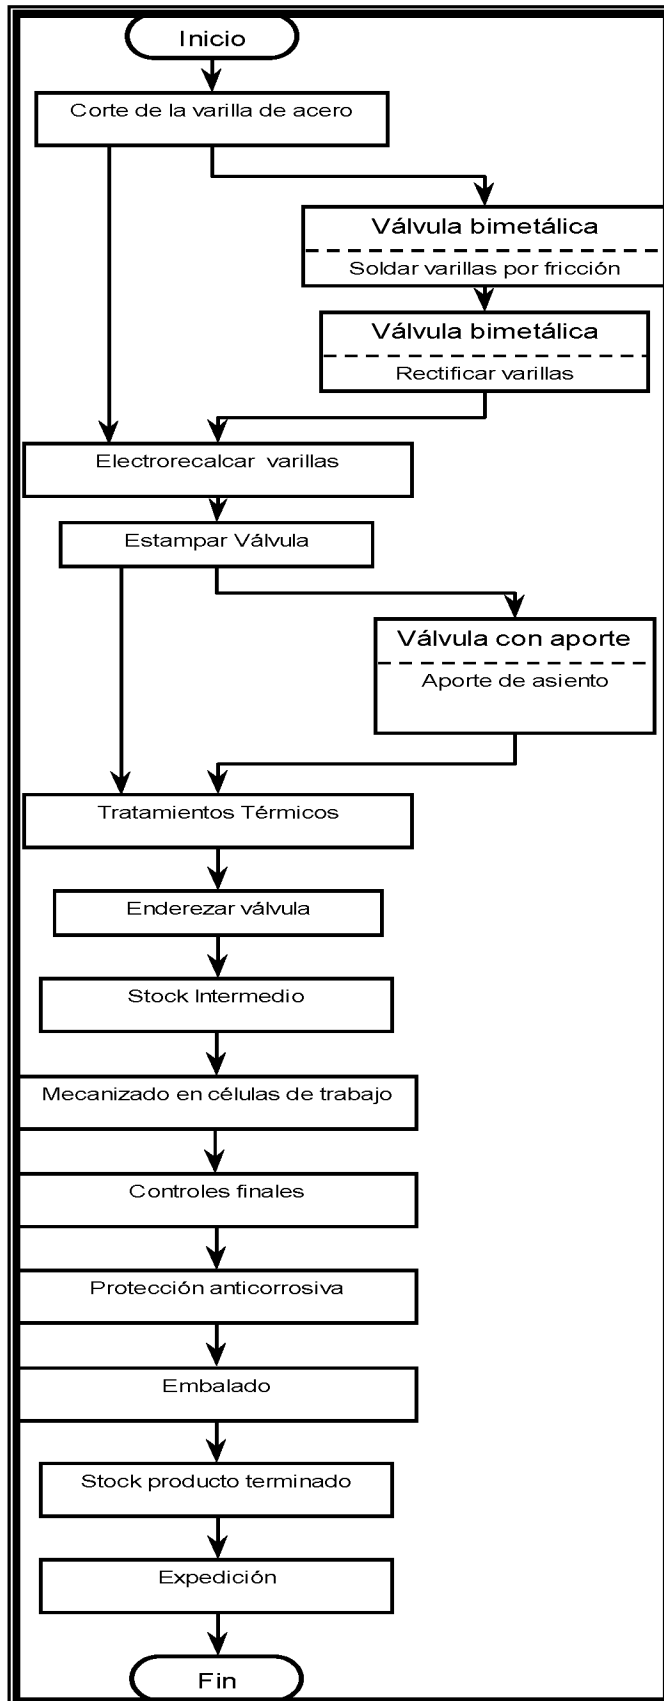 Inicio
Corte de la varilla de acero
Válvula bimetálica
Soldar varillas por fricción
Válvula bimetálica
Rectificar varillas
Electrorecalcar varillas
Estampar Válvula
Válvula con aporte
Aporte de asiento
Tratamientos Térmicos
Enderezar válvula
Stock Intermedio
Mecanizado en células de trabajo
Controles finales
Protección anticorrosiva
Embalado
Stock producto terminado
Expedición
Fin